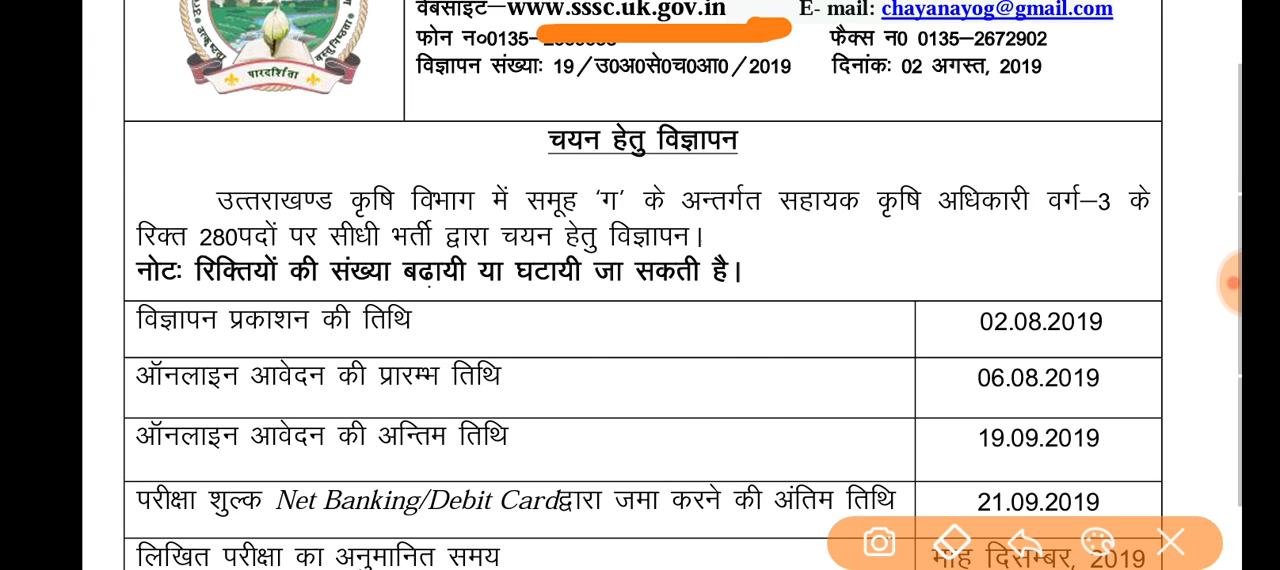 वेबसाइट–www.sssc.uk.gov.in E- mail: chayanayog@gmail.com
फोन न०0135- फैक्स न0 0135–2672902
विज्ञापन संख्याः 19/उ0अ0से0च0आ0/2019 दिनांकः 02 अगस्त, 2019
पारदर्शिता
चयन हेतु विज्ञापन
उत्तराखण्ड कृषि विभाग में समूह ‘ग’ के अन्तर्गत सहायक कृषि अधिकारी वर्ग–3 के
रिक्त 280पदों पर सीधी भर्ती द्वारा चयन हेतु विज्ञापन।
नोटः रिक्तियों की संख्या बढ़ायी या घटायी जा सकती है।
विज्ञापन प्रकाशन की तिथि 02.08.2019
ऑनलाइन आवेदन की प्रारम्भ तिथि 06.08.2019
ऑनलाइन आवेदन की अन्तिम तिथि 19.09.2019
परीक्षा शुल्क Net Banking/Debit Cardद्वारा जमा करने की अंतिम तिथि 21.09.2019
लिखित परीक्षा का अनुमानित समय माह दिसम्बर, 2019